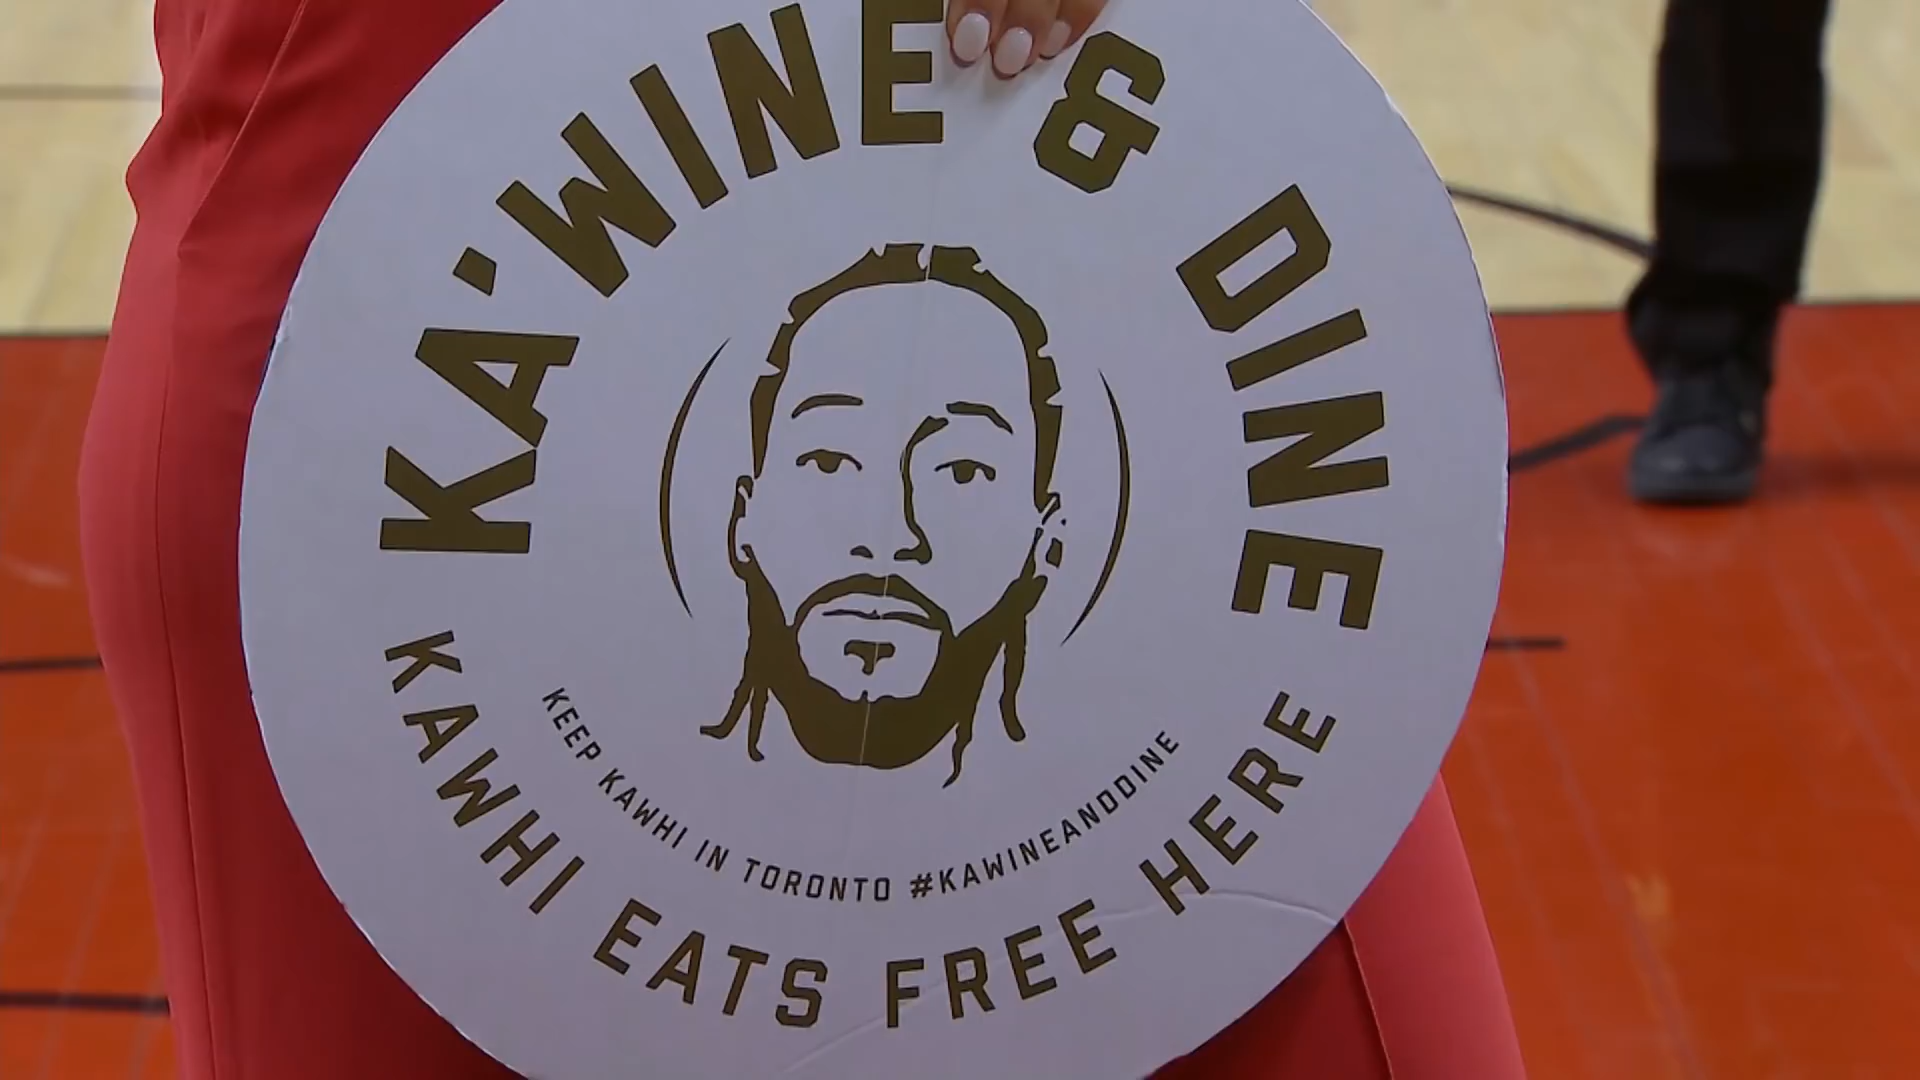 KA'WINE & DINE
KEEP KAWHI IN TORONTO #KAWINEANDDINE
KAWHI EATS FREE HERE